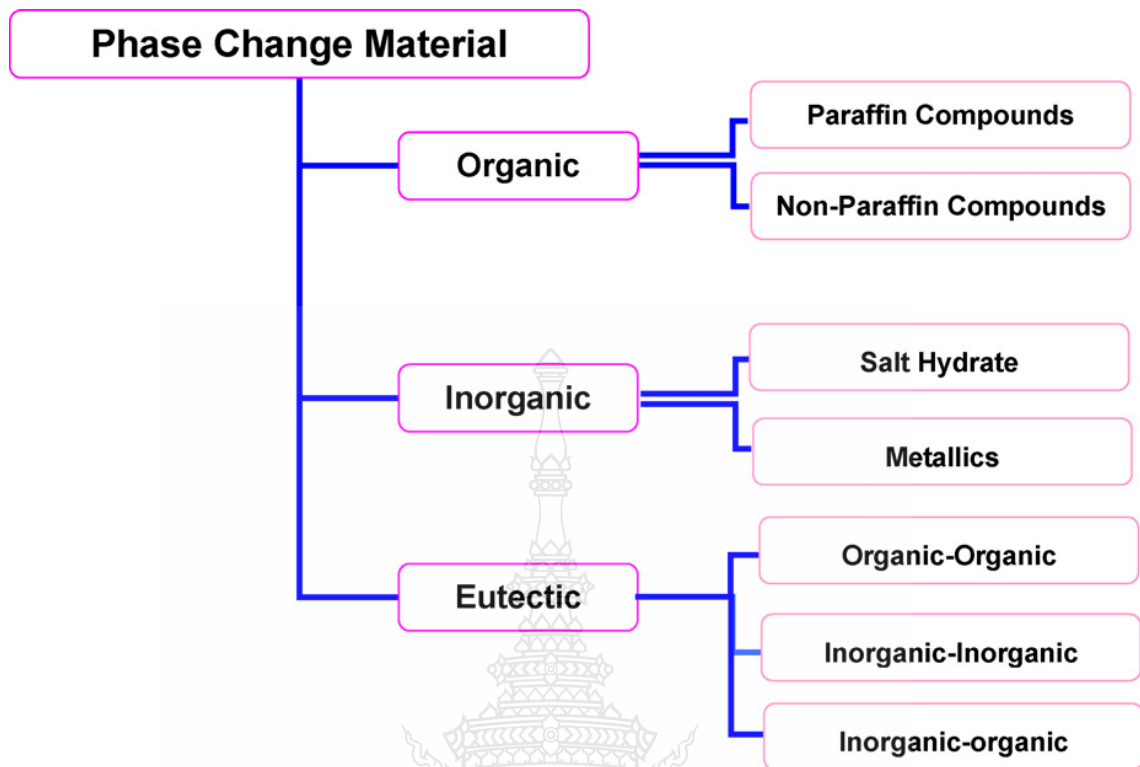 Phase Change Material
Organic
Paraffin Compounds
Non-Paraffin Compounds
Inorganic
Salt Hydrate
Metallics
Eutectic
Organic-Organic
Inorganic-Inorganic
Inorganic-organic